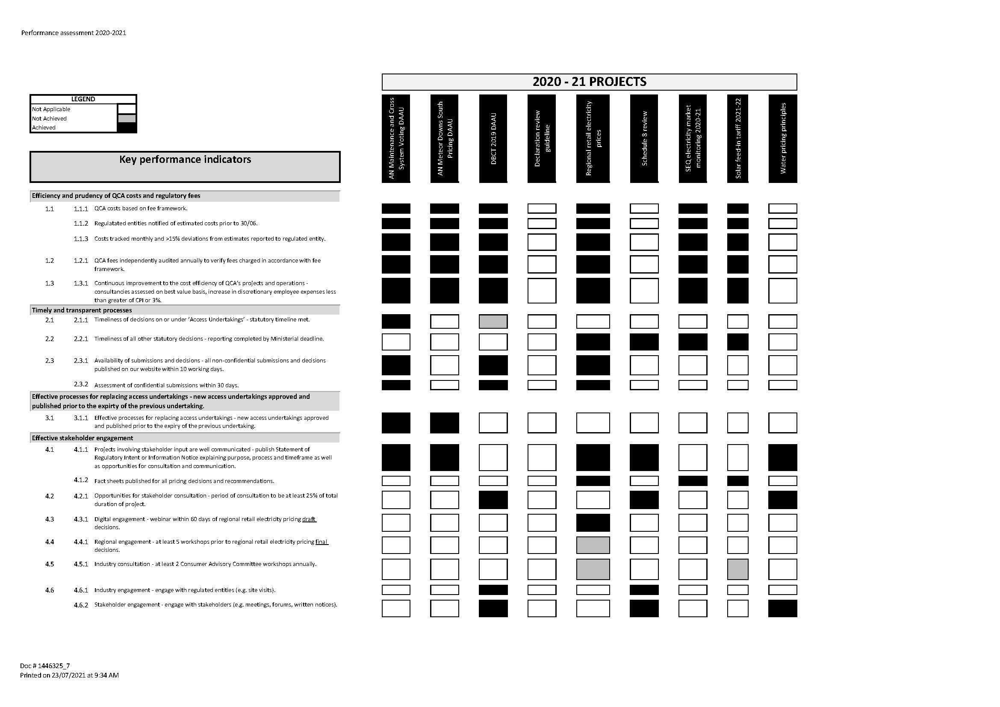 Performance assessment 2020-2021
2020 - 21 PROJECTS
LEGEND
Not Applicable
Not Achieved
Achieved
AN Maintenance and Cross
System Voting DAAU
AN Meteor Downs South
Pricing DAAU
DBCT 2019 DAAU
Declaration review
guideline
Regional retail electricity
prices
Schedule 8 review
SEQ electricity market
monitoring 2020-21
Solar feed-in tariff 2021-22
Water pricing principles
Key performance indicators
Efficiency and prudency of QCA costs and regulatory fees
1.1 1.1.1 QCA costs based on fee framework.
1.1.2 Regulatated entities notified of estimated costs prior to 30/06.
1.1.3 Costs tracked monthly and >15% deviations from estimates reported to regulated entity.
1.2 1.2.1 QCA fees independently audited annually to verify fees charged in accordance with fee
framework.
1.3 1.3.1 Continuous improvement to the cost efficiency of QCA's projects and operations -
consultancies assessed on best value basis, increase in discretionary employee expenses less
than greater of CPI or 3%.
Timely and transparent processes
2.1 2.1.1 Timeliness of decisions on or under ‘Access Undertakings’ - statutory timeline met.
2.2 2.2.1 Timeliness of all other statutory decisions - reporting completed by Ministerial deadline.
2.3 2.3.1 Availability of submissions and decisions - all non-confidential submissions and decisions
published on our website within 10 working days.
2.3.2 Assessment of confidential submissions within 30 days.
Effective processes for replacing access undertakings - new access undertakings approved and
published prior to the expirty of the previous undertaking.
3.1 3.1.1 Effective processes for replacing access undertakings - new access undertakings approved
and published prior to the expiry of the previous undertaking.
Effective stakeholder engagement
4.1 4.1.1 Projects involving stakeholder input are well communicated - publish Statement of
Regulatory Intent or Information Notice explaining purpose, process and timeframe as well
as opportunities for consultation and communication.
4.1.2 Fact sheets published for all pricing decisions and recommendations.
4.2 4.2.1 Opportunities for stakeholder consultation - period of consultation to be at least 25% of total
duration of project.
4.3 4.3.1 Digital engagement - webinar within 60 days of regional retail electricity pricing draft
decisions.
4.4 4.4.1 Regional engagement - at least 5 workshops prior to regional retail electricity pricing final
decisions.
4.5 4.5.1 Industry consultation - at least 2 Consumer Advisory Committee workshops annually.
4.6 4.6.1 Industry engagement - engage with regulated entities (e.g. site visits).
4.6.2 Stakeholder engagement - engage with stakeholders (e.g. meetings, forums, written notices).
Doc # 1446325_7
Printed on 23/07/2021 at 9:34 AM